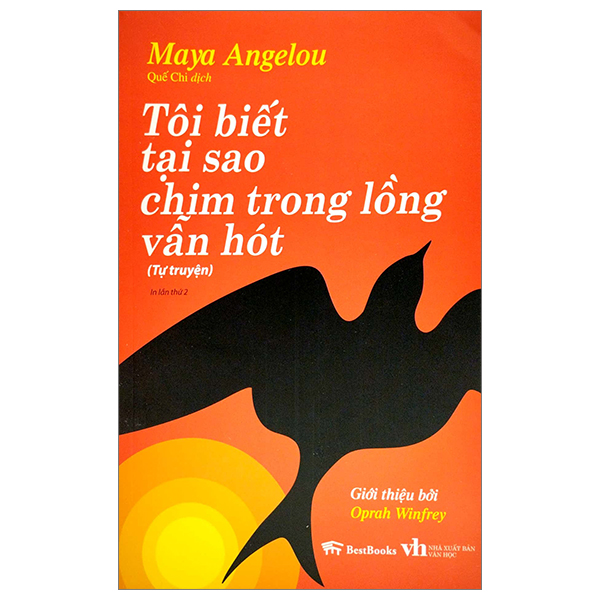 Maya Angelou
Quế Chi dịch
Tôi biết
tại sao
chim trong lồng
vẫn hót
(Tự truyện)
In lần thứ 2
Giới thiệu bởi
Oprah Winfrey
BestBooks
vh NHÀ XUẤT BẢN
VĂN HỌC